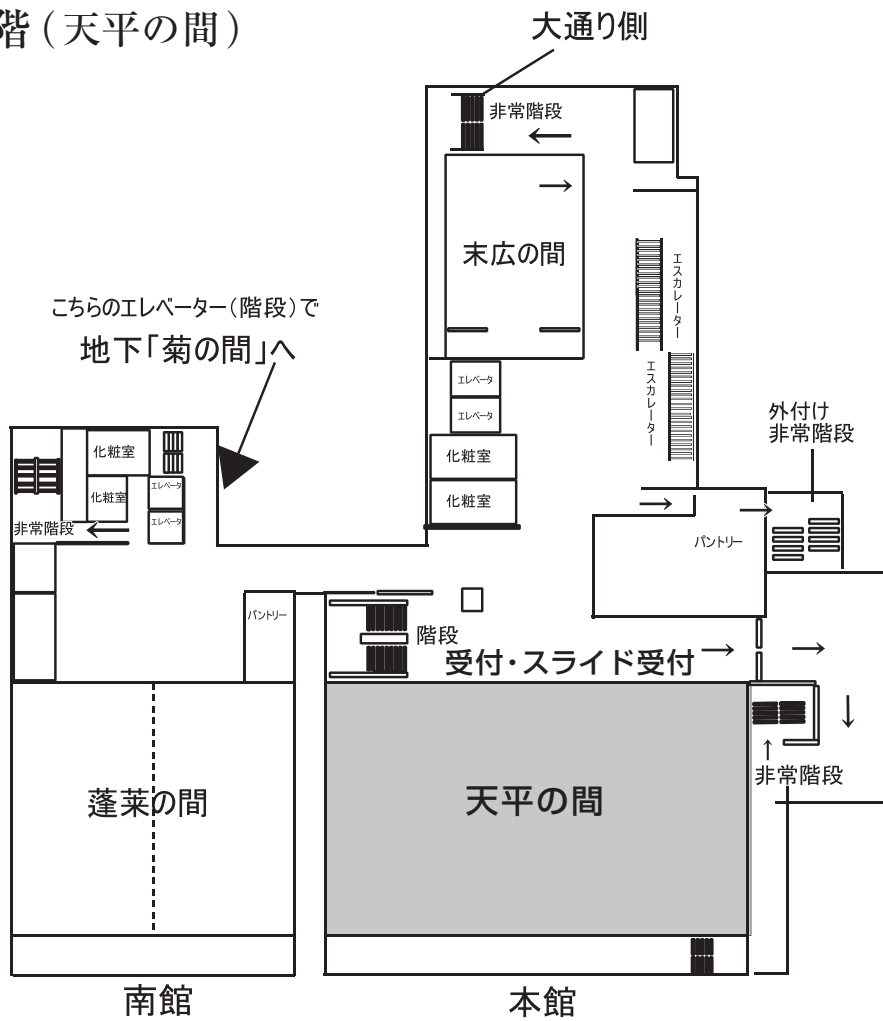 階（天平の間）
大通り側
非常階段
末広の間
エスカレーター
エスカレーター
こちらのエレベーター（階段）で
地下「菊の間」へ
エレベータ
エレベータ
化粧室
化粧室
外付け
非常階段
化粧室
化粧室
エレベータ
エレベータ
非常階段
パントリー
パントリー
階段
受付・スライド受付
非常階段
蓬莱の間
天平の間
南館
本館